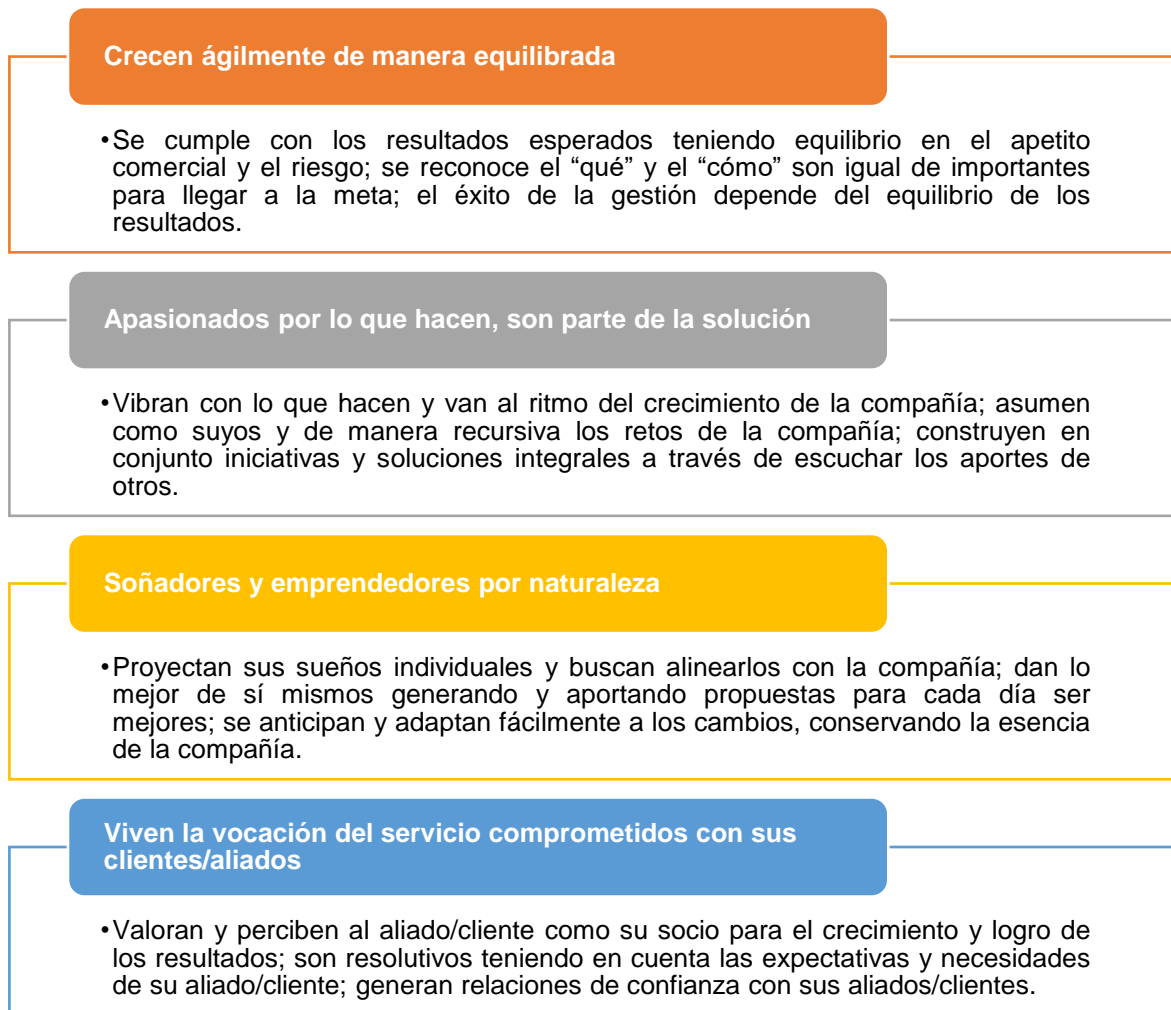 Crecen ágilmente de manera equilibrada
•Se cumple con los resultados esperados teniendo equilibrio en el apetito
comercial y el riesgo; se reconoce el “qué” y el “cómo” son igual de importantes
para llegar a la meta; el éxito de la gestión depende del equilibrio de los
resultados.
Apasionados por lo que hacen, son parte de la solución
•Vibran con lo que hacen y van al ritmo del crecimiento de la compañía; asumen
como suyos y de manera recursiva los retos de la compañía; construyen en
conjunto iniciativas y soluciones integrales a través de escuchar los aportes de
otros.
Soñadores y emprendedores por naturaleza
•Proyectan sus sueños individuales y buscan alinearlos con la compañía; dan lo
mejor de sí mismos generando y aportando propuestas para cada día ser
mejores; se anticipan y adaptan fácilmente a los cambios, conservando la esencia
de la compañía.
Viven la vocación del servicio comprometidos con sus
clientes/aliados
•Valoran y perciben al aliado/cliente como su socio para el crecimiento y logro de
los resultados; son resolutivos teniendo en cuenta las expectativas y necesidades
de su aliado/cliente; generan relaciones de confianza con sus aliados/clientes.